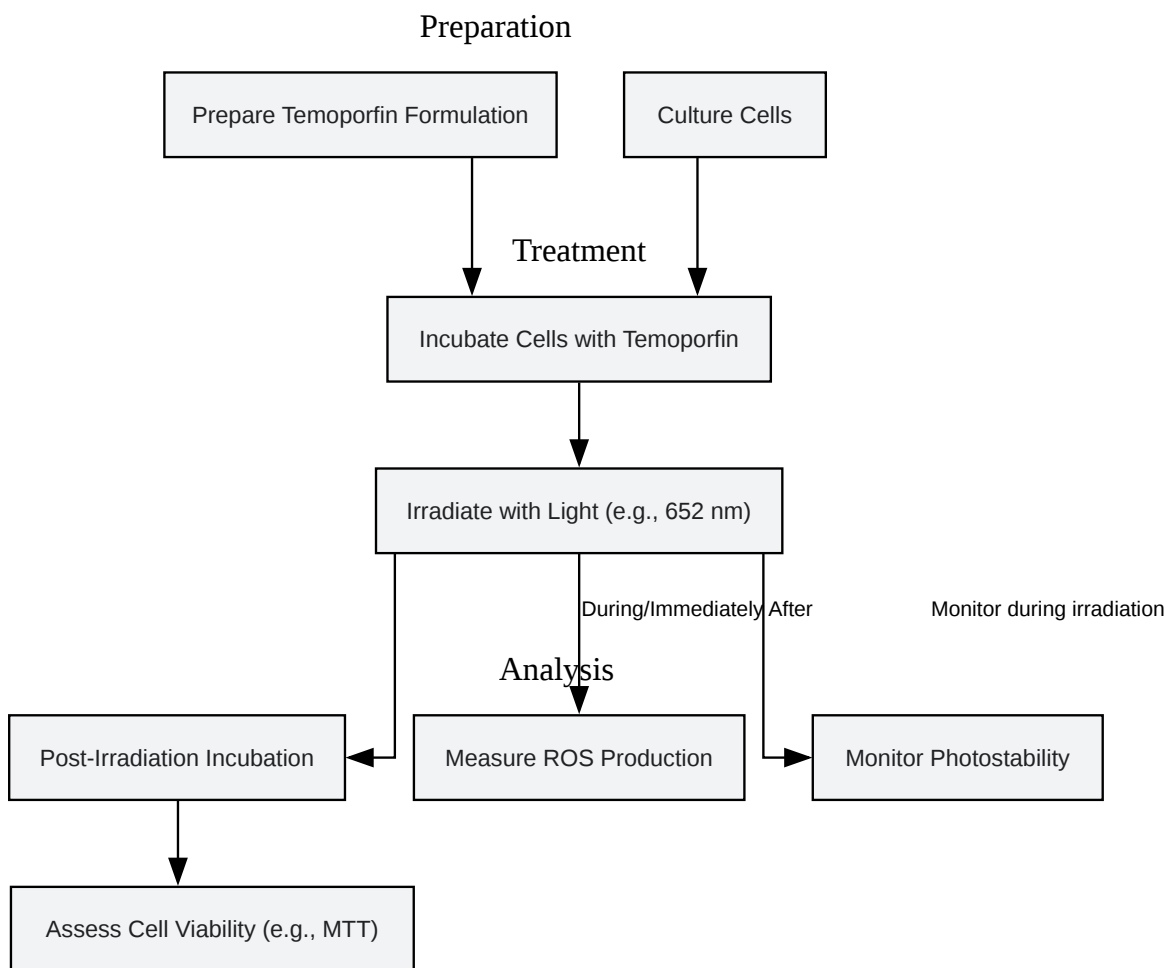 Preparation
Prepare Temoporfin Formulation
Culture Cells
Treatment
Incubate Cells with Temoporfin
Irradiate with Light (e.g., 652 nm)
During/Immediately After
Monitor during irradiation
Analysis
Post-Irradiation Incubation
Measure ROS Production
Monitor Photostability
Assess Cell Viability (e.g., MTT)